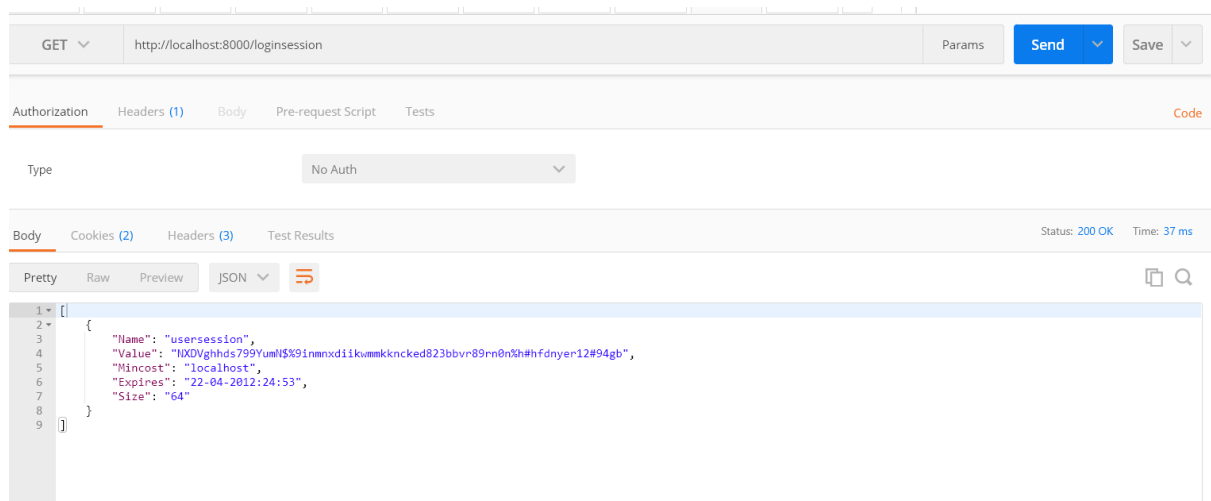 GET http://localhost:8000/loginsession Params Send Save
Authorization Headers (1) Body Pre-request Script Tests Code
Type No Auth
Body Cookies (2) Headers (3) Test Results Status: 200 OK Time: 37 ms
Pretty Raw Preview JSON
1 [
2 {
3 "Name": "usersession",
4 "Value": "NXDVghhds799YumN$%9inmnxdiikwmmkkncked823bbvr89rn0n%h#hfdnyer12#94gb",
5 "Mincost": "localhost",
6 "Expires": "22-04-2012:24:53",
7 "Size": "64"
8 }
9 ]